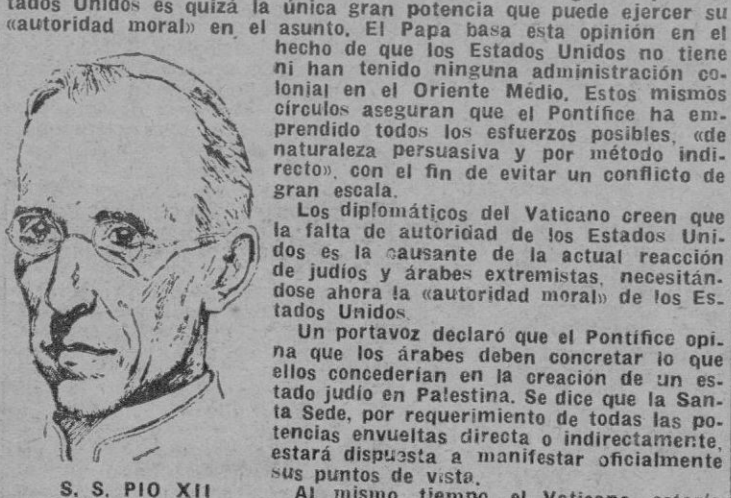 tados Unidos es quizá la única gran potencia que puede ejercer su
«autoridad moral» en el asunto. El Papa basa esta opinión en el
hecho de que los Estados Unidos no tiene
ni han tenido ninguna administración co-
lonial en el Oriente Médio. Estos mismos
círculos aseguran que el Pontífice ha em-
prendido todos los esfuerzos posibles, «de
naturaleza persuasiva y por método indi-
recto», con el fin de evitar un conflicto de
gran escala.
Los diplomáticos del Vaticano creen que
la falta de autoridad de los Estados Uni-
dos es la causante de la actual reacción
de judíos y árabes extremistas, necesitán-
dose ahora la «autoridad moral» de los Es-
tados Unidos.
Un portavoz declaró que el Pontífice opi-
na que los árabes deben concretar lo que
ellos concederían en la creación de un es-
tado judío en Palestina. Se dice que la San-
ta Sede, por requerimiento de todas las po-
tencias envueltas directa o indirectamente,
estará dispuesta a manifestar oficialmente
sus puntos de vista.
Al mismo tiempo el Vaticano
S. S. PIO XII